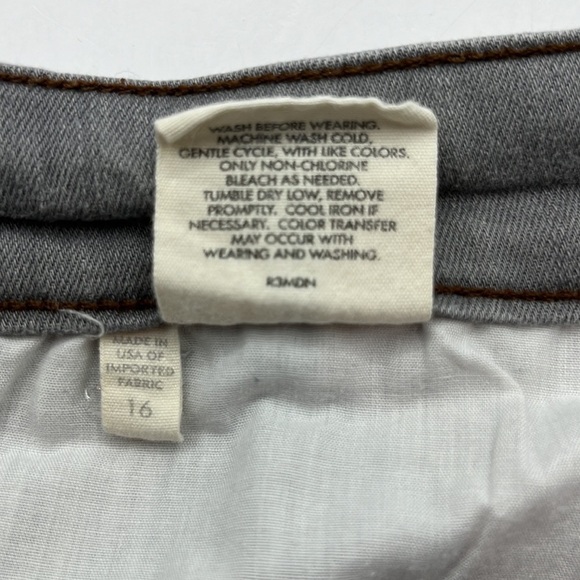 WASH BEFORE WEARING.
MACHINE WASH COLD,
GENTLE CYCLE, WITH LIKE COLORS.
ONLY NON-CHLORINE
BLEACH AS NEEDED.
TUMBLE DRY LOW, REMOVE
PROMPTLY. COOL IRON IF
NECESSARY. COLOR TRANSFER
MAY OCCUR WITH
WEARING AND WASHING.
R3MDN
MADE IN
USA OF
IMPORTED
FABRIC
16